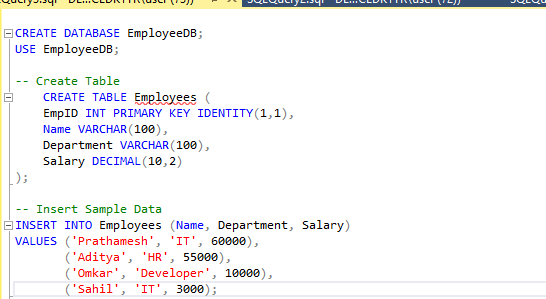 CREATE DATABASE EmployeeDB;
USE EmployeeDB;
-- Create Table
CREATE TABLE Employees (
EmpID INT PRIMARY KEY IDENTITY(1,1),
Name VARCHAR(100),
Department VARCHAR(100),
Salary DECIMAL(10,2)
);
-- Insert Sample Data
INSERT INTO Employees (Name, Department, Salary)
VALUES ('Prathamesh', 'IT', 60000),
('Aditya', 'HR', 55000),
('Omkar', 'Developer', 10000),
('Sahil', 'IT', 3000);